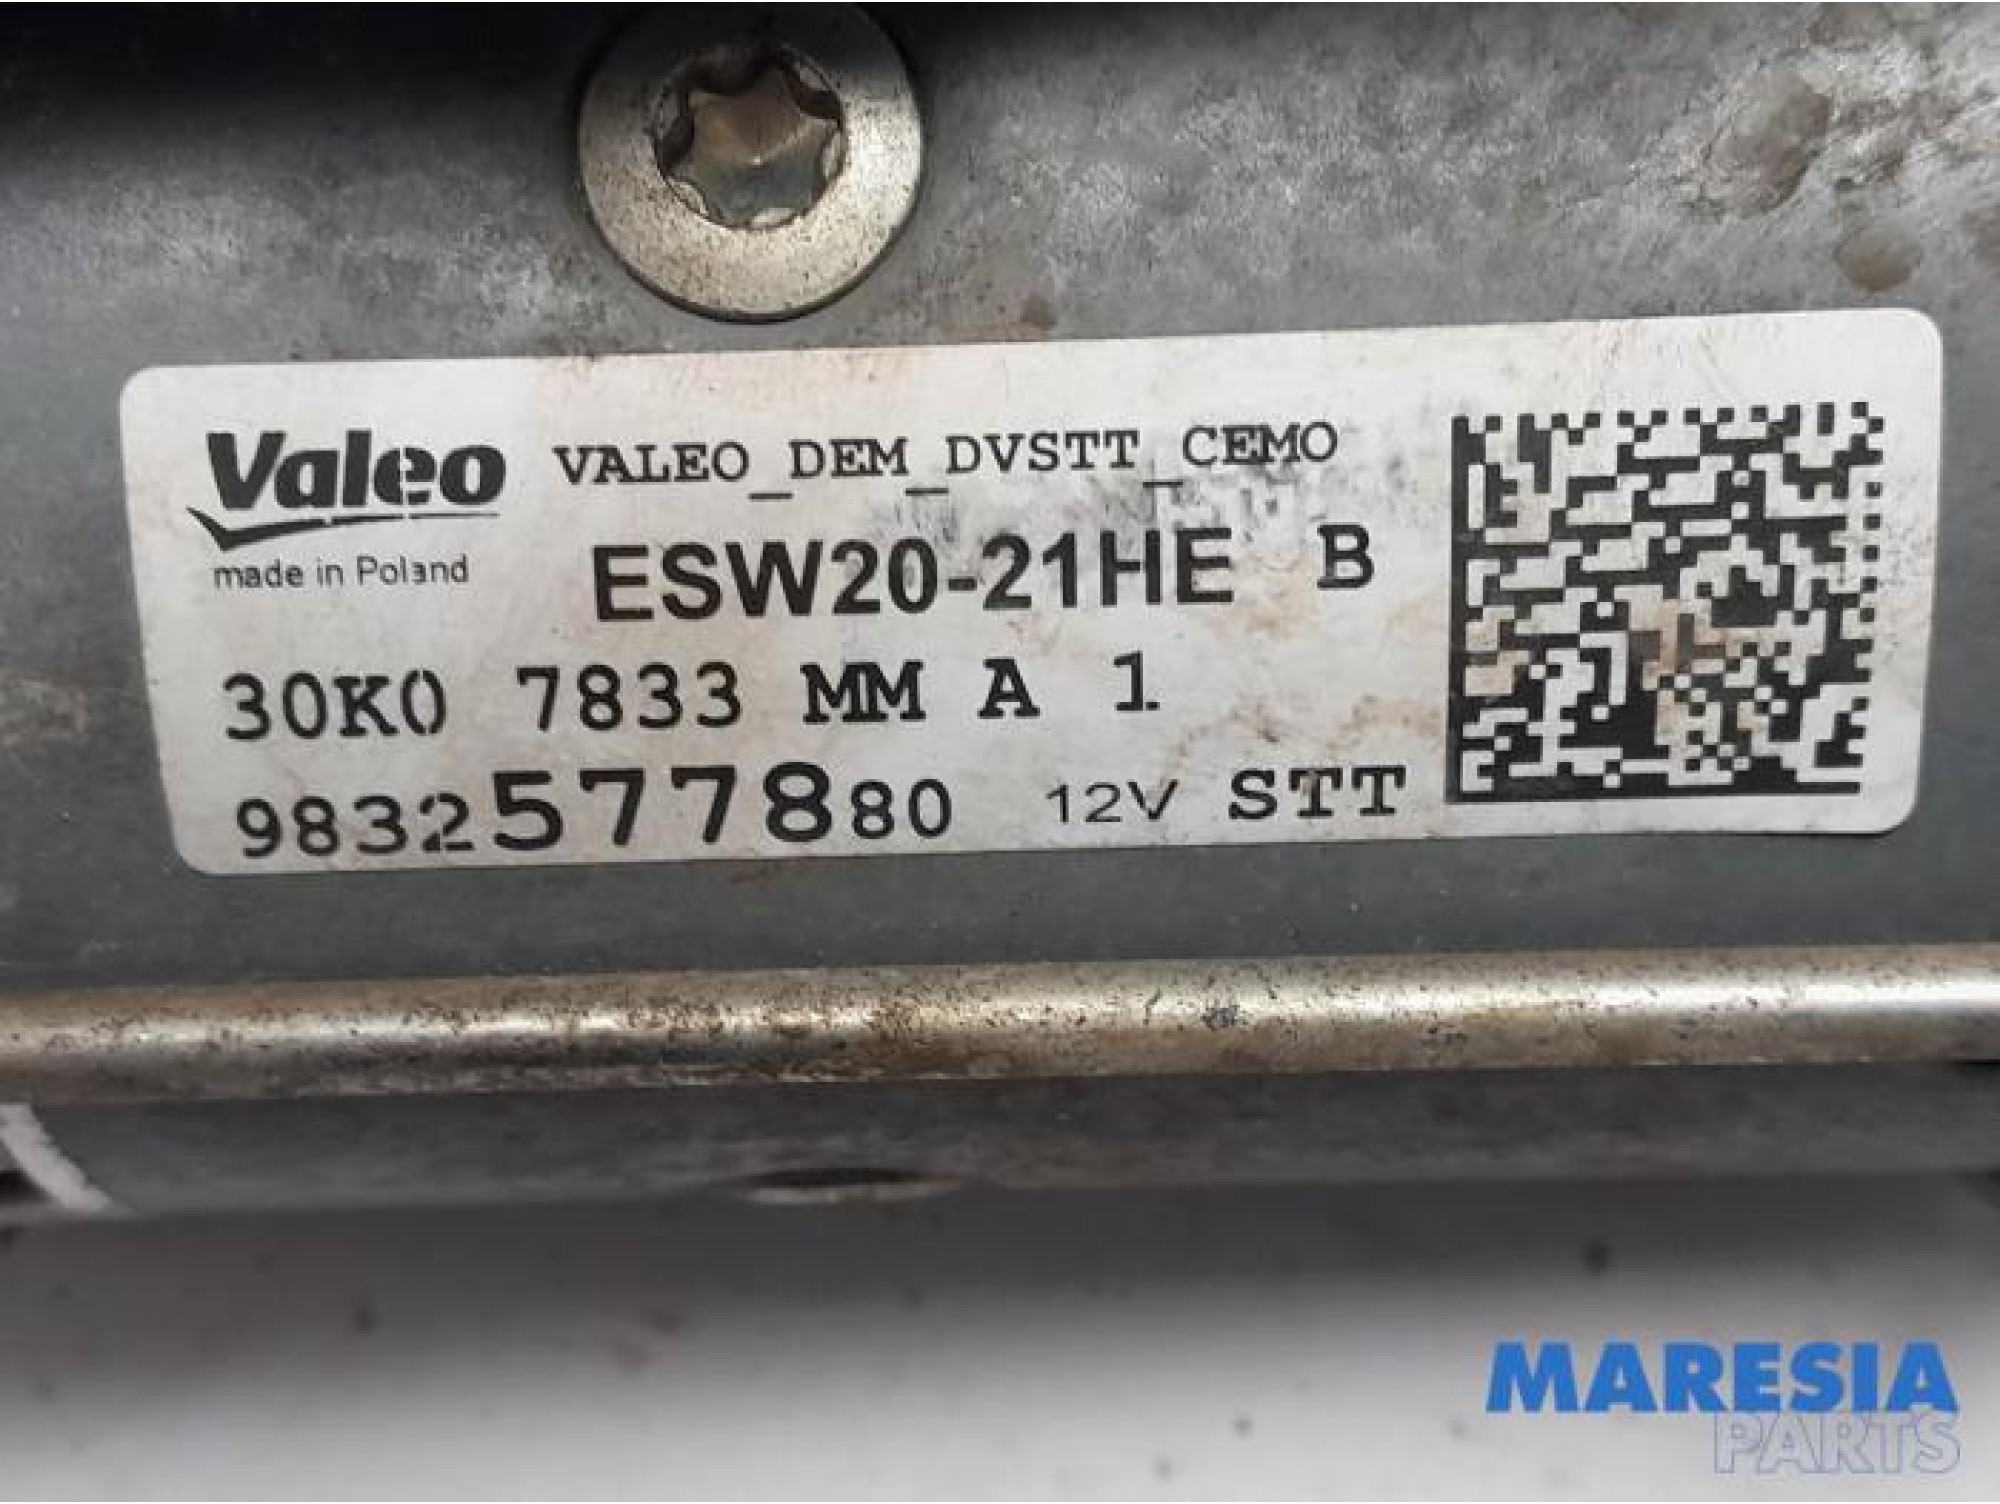 Valeo VALEO_DEM_DVSTT_CEMO
made in Poland ESW20-21HE B
30K0 7833 MM A 1
9832577880 12V STT
MARESIA
PARTS